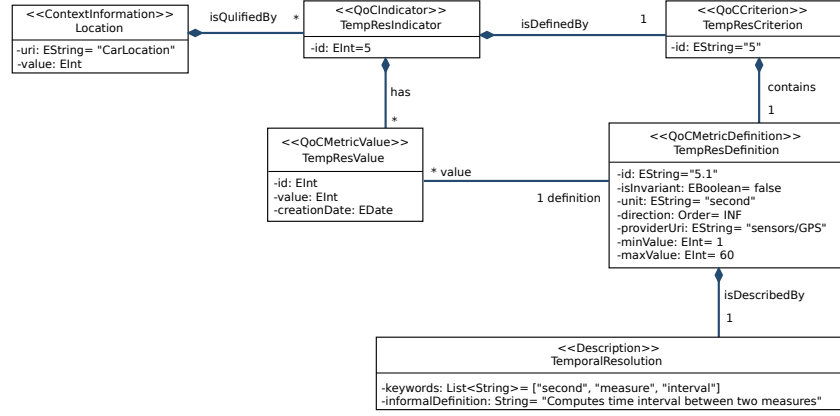 <<ContextInformation>>
Location
-uri: EString= "CarLocation"
-value: EInt
isQulifiedBy
*
<<QoCIndicator>>
TempResIndicator
-id: EInt=5
isDefinedBy
1
<<QoCCriterion>>
TempResCriterion
-id: EString="5"
has
*
contains
1
<<QoCMetricValue>>
TempResValue
-id: EInt
-value: EInt
-creationDate: EDate
* value
1 definition
<<QoCMetricDefinition>>
TempResDefinition
-id: EString="5.1"
-isInvariant: EBoolean= false
-unit: EString= "second"
-direction: Order= INF
-providerUri: EString= "sensors/GPS"
-minValue: EInt= 1
-maxValue: EInt= 60
isDescribedBy
1
<<Description>>
TemporalResolution
-keywords: List<String>= ["second", "measure", "interval"]
-informalDefinition: String= "Computes time interval between two measures"